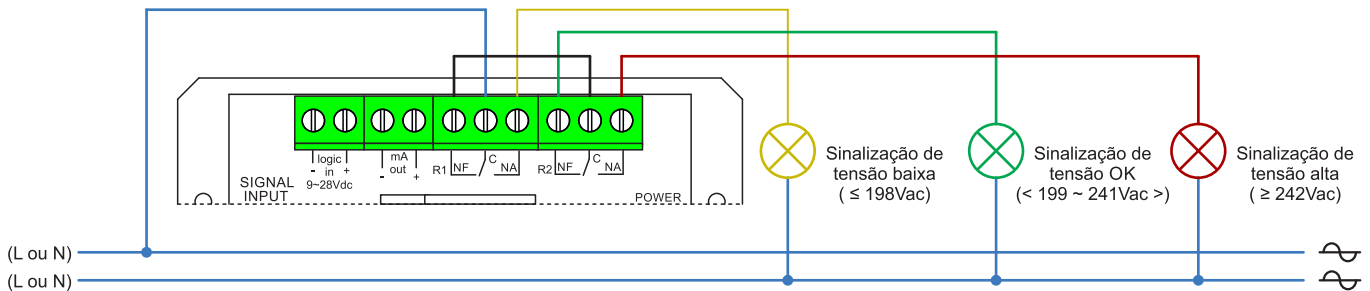 logic
in
- +
9~28Vdc
mA
out
- +
R1 NF C NA
R2 NF C NA
SIGNAL
INPUT
POWER
Sinalização de
tensão baixa
( ≤ 198Vac)
Sinalização de
tensão OK
(< 199 ~ 241Vac >)
Sinalização de
tensão alta
( ≥ 242Vac)
(L ou N)
(L ou N)